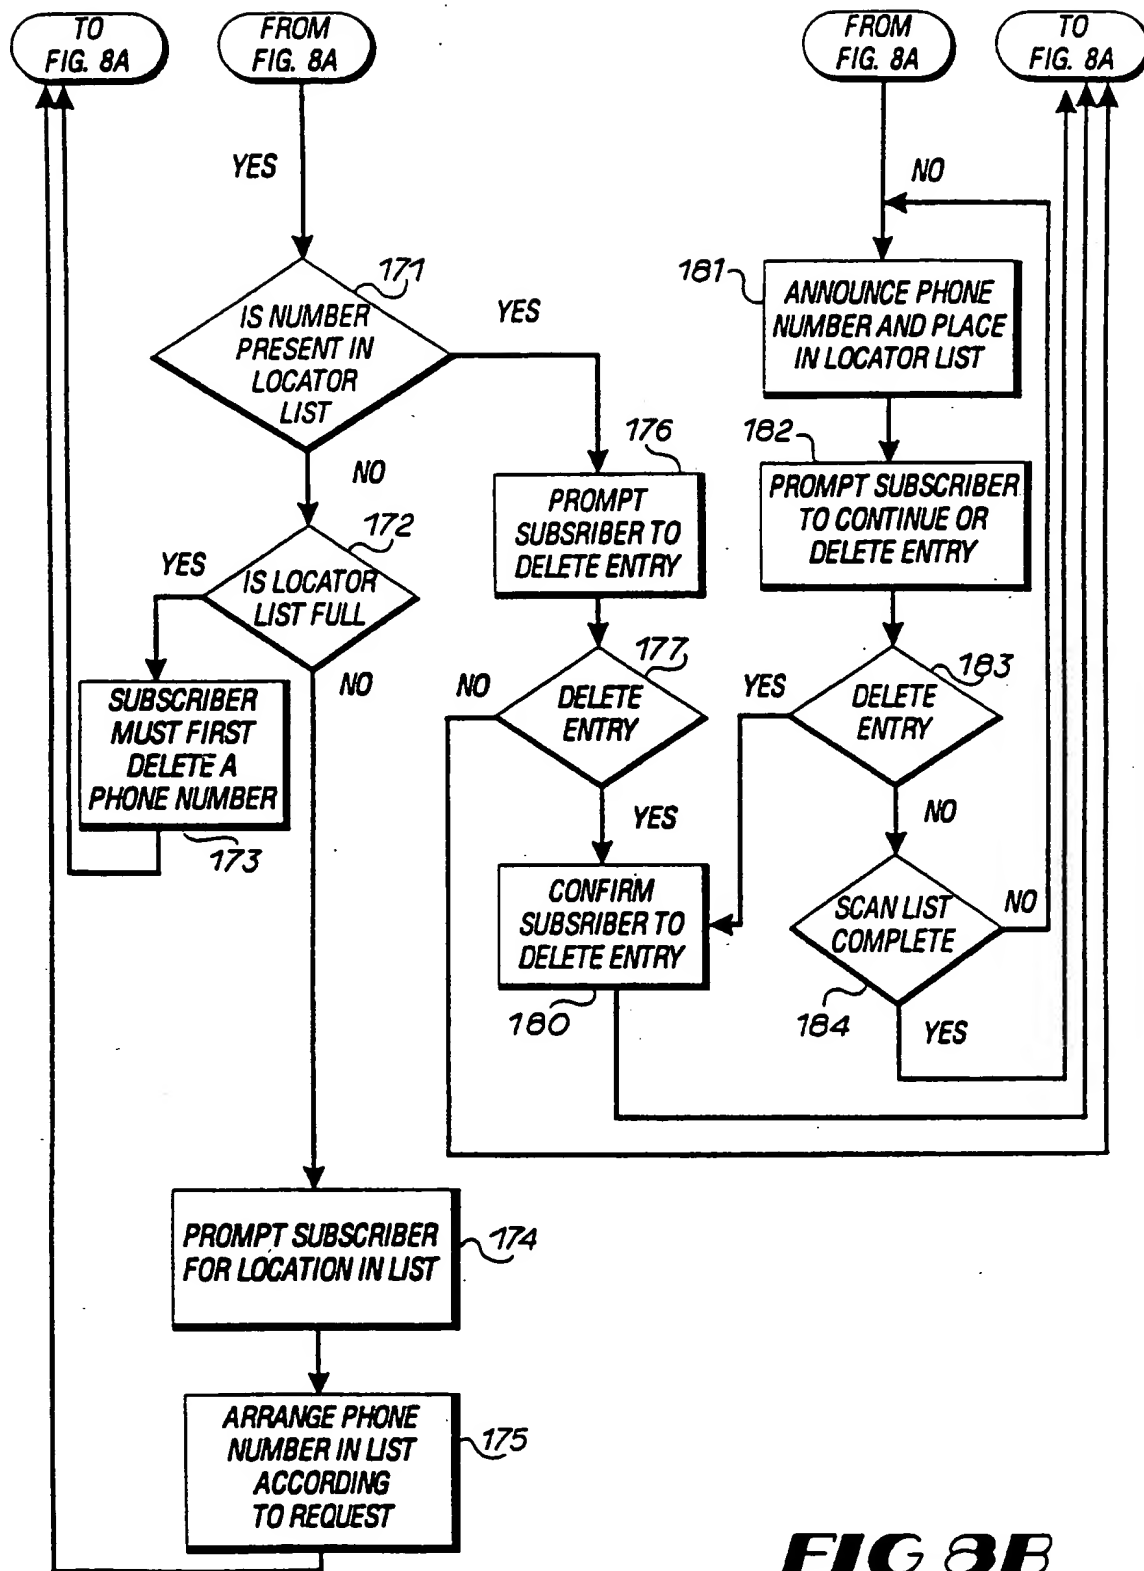 TO
FIG. 8A
FROM
FIG. 8A
FROM
FIG. 8A
TO
FIG. 8A
YES
NO
171
IS NUMBER
PRESENT IN
LOCATOR
LIST
YES
181
ANNOUNCE PHONE
NUMBER AND PLACE
IN LOCATOR LIST
NO
172
YES
IS LOCATOR
LIST FULL
NO
176
PROMPT
SUBSRIBER TO
DELETE ENTRY
182
PROMPT SUBSCRIBER
TO CONTINUE OR
DELETE ENTRY
SUBSCRIBER
MUST FIRST
DELETE A
PHONE NUMBER
173
177
NO
DELETE
ENTRY
YES
183
YES
DELETE
ENTRY
NO
CONFIRM
SUBSRIBER TO
DELETE ENTRY
180
SCAN LIST
COMPLETE
NO
184
YES
PROMPT SUBSCRIBER
FOR LOCATION IN LIST
174
ARRANGE PHONE
NUMBER IN LIST
ACCORDING
TO REQUEST
175
FIG 8B